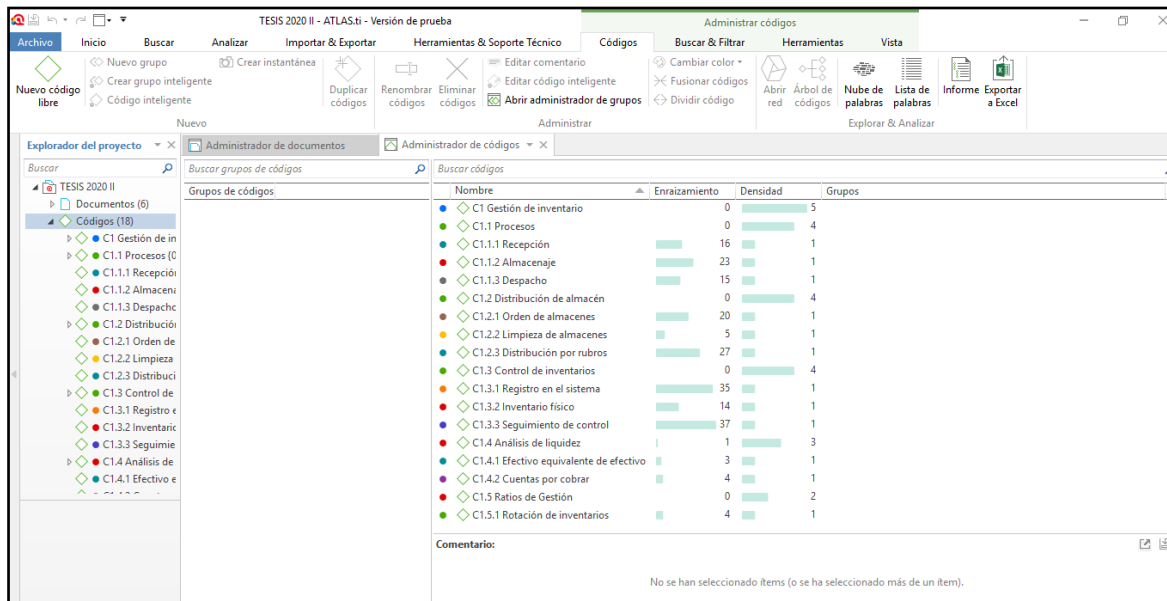 TESIS 2020 II - ATLAS.ti - Versión de prueba
Administrar códigos
Archivo Inicio Buscar Analizar Importar & Exportar Herramientas & Soporte Técnico Códigos Buscar & Filtrar Herramientas Vista
Nuevo código libre
Nuevo grupo
Crear grupo inteligente
Código inteligente
Crear instantánea
Duplicar códigos
Nuevo
Renombrar códigos
Eliminar códigos
Editar comentario
Editar código inteligente
Abrir administrador de grupos
Cambiar color
Fusionar códigos
Dividir código
Administrar
Abrir red
Árbol de códigos
Nube de palabras
Lista de palabras
Informe
Exportar a Excel
Explorar & Analizar
Explorador del proyecto
Buscar
TESIS 2020 II
Documentos (6)
Códigos (18)
C1 Gestión de in
C1.1 Procesos (0
C1.1.1 Recepción
C1.1.2 Almacena
C1.1.3 Despacho
C1.2 Distribución
C1.2.1 Orden de
C1.2.2 Limpieza
C1.2.3 Distribuci
C1.3 Control de
C1.3.1 Registro e
C1.3.2 Inventario
C1.3.3 Seguimie
C1.4 Análisis de
C1.4.1 Efectivo e
Administrador de documentos
Administrador de códigos
Buscar grupos de códigos
Grupos de códigos
Buscar códigos
Nombre Enraizamiento Densidad Grupos
C1 Gestión de inventario 0 5
C1.1 Procesos 0 4
C1.1.1 Recepción 16 1
C1.1.2 Almacenaje 23 1
C1.1.3 Despacho 15 1
C1.2 Distribución de almacén 0 4
C1.2.1 Orden de almacenes 20 1
C1.2.2 Limpieza de almacenes 5 1
C1.2.3 Distribución por rubros 27 1
C1.3 Control de inventarios 0 4
C1.3.1 Registro en el sistema 35 1
C1.3.2 Inventario físico 14 1
C1.3.3 Seguimiento de control 37 1
C1.4 Análisis de liquidez 1 3
C1.4.1 Efectivo equivalente de efectivo 3 1
C1.4.2 Cuentas por cobrar 4 1
C1.5 Ratios de Gestión 0 2
C1.5.1 Rotación de inventarios 4 1
Comentario:
No se han seleccionado ítems (o se ha seleccionado más de un ítem).